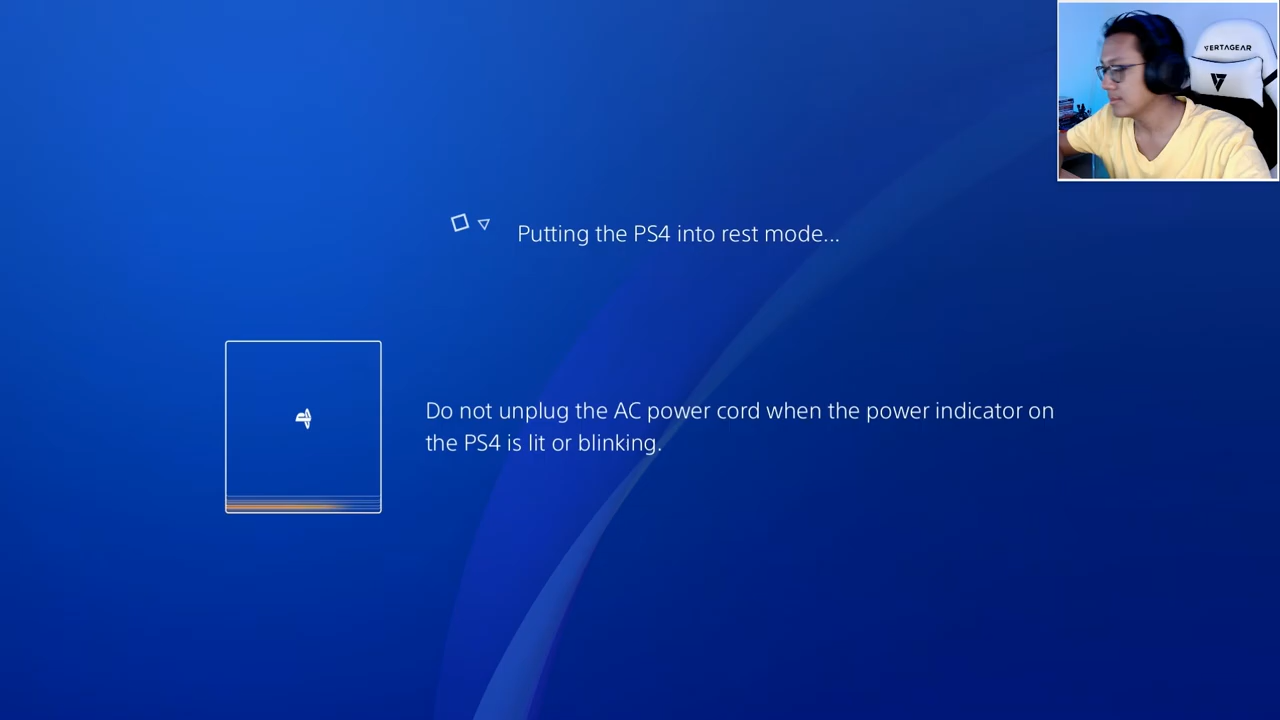 VERTAGEAR
Putting the PS4 into rest mode...
Do not unplug the AC power cord when the power indicator on
the PS4 is lit or blinking.